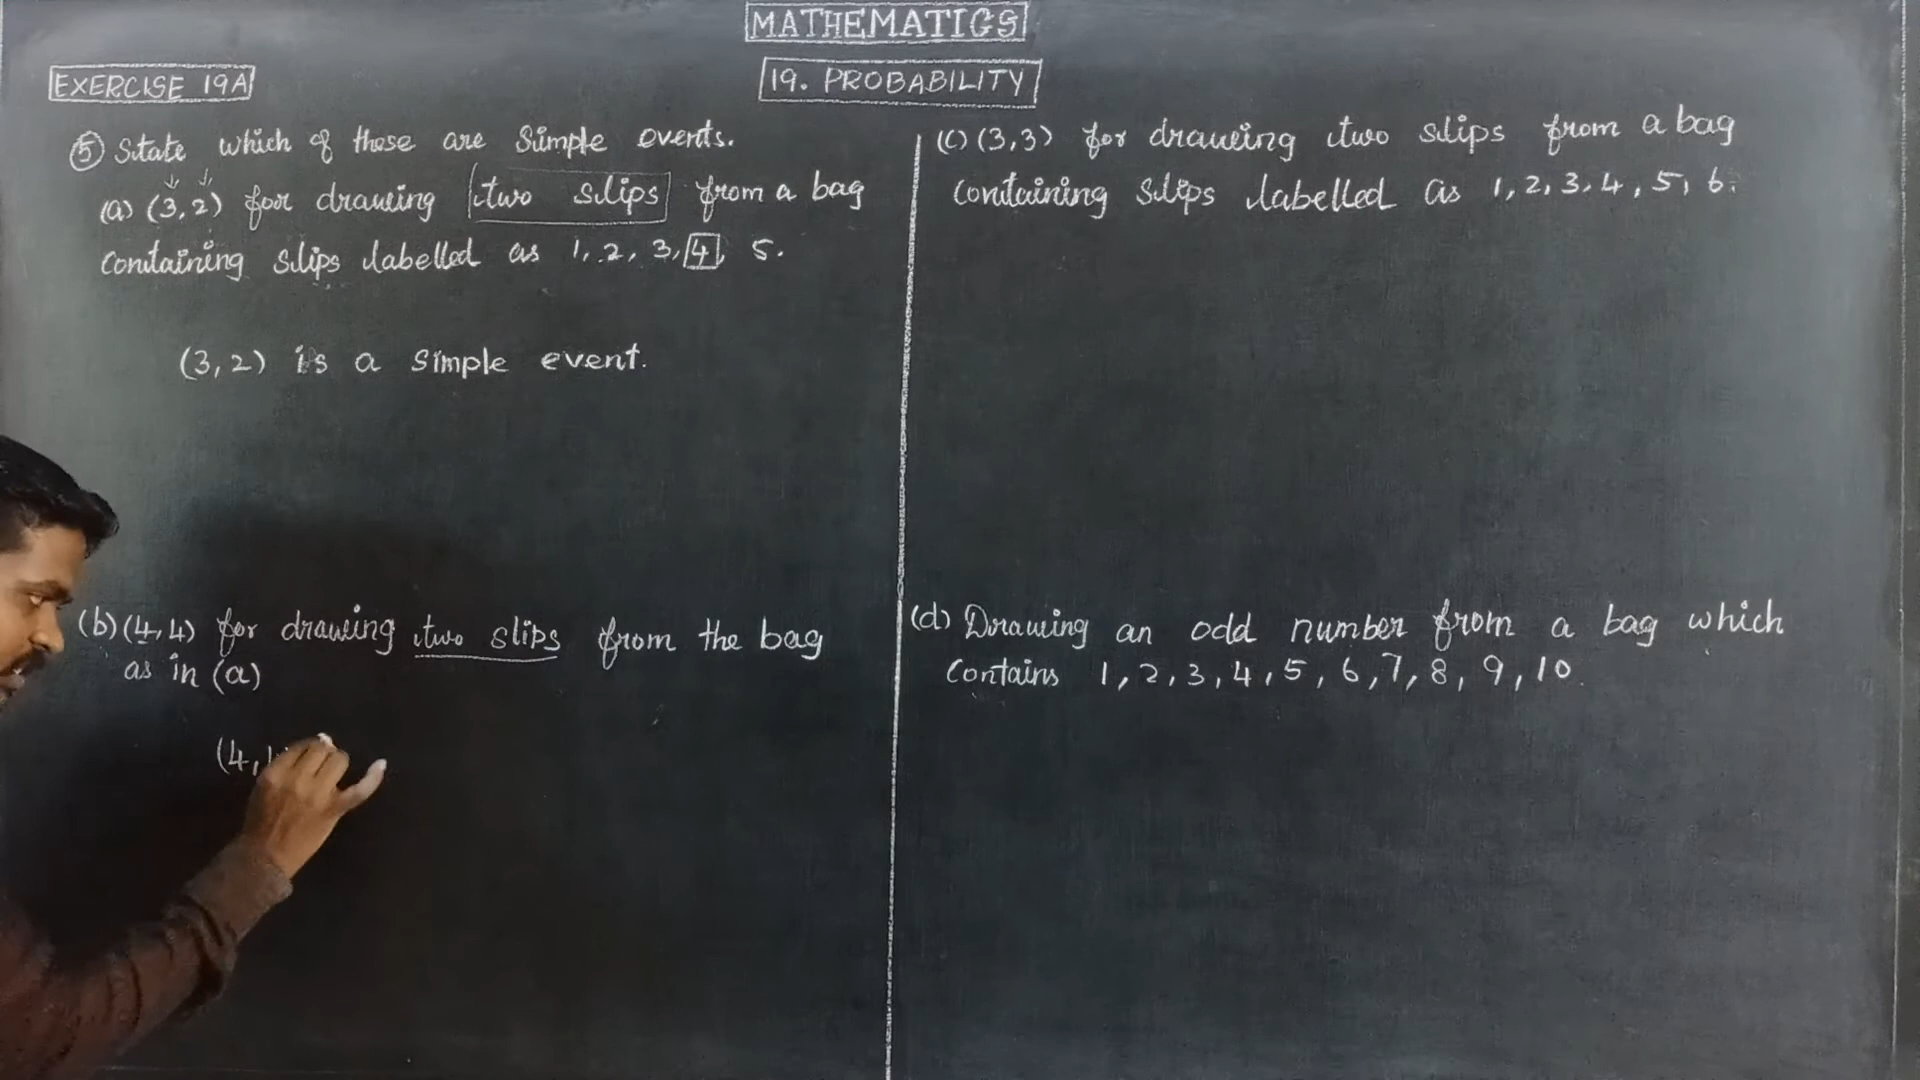 MATHEMATICS
19. PROBABILITY
EXERCISE 19A
⑤ State which of these are Simple events.
(a) (3,2) for drawing two slips from a bag
containing slips labelled as 1, 2, 3, 4, 5.
(3,2) is a simple event.
(b) (4,4) for drawing two slips from the bag
as in (a)
(4,
(c) (3,3) for drawing two slips from a bag
containing slips labelled as 1, 2, 3, 4, 5, 6.
(d) Drawing an odd number from a bag which
contains 1, 2, 3, 4, 5, 6, 7, 8, 9, 10.